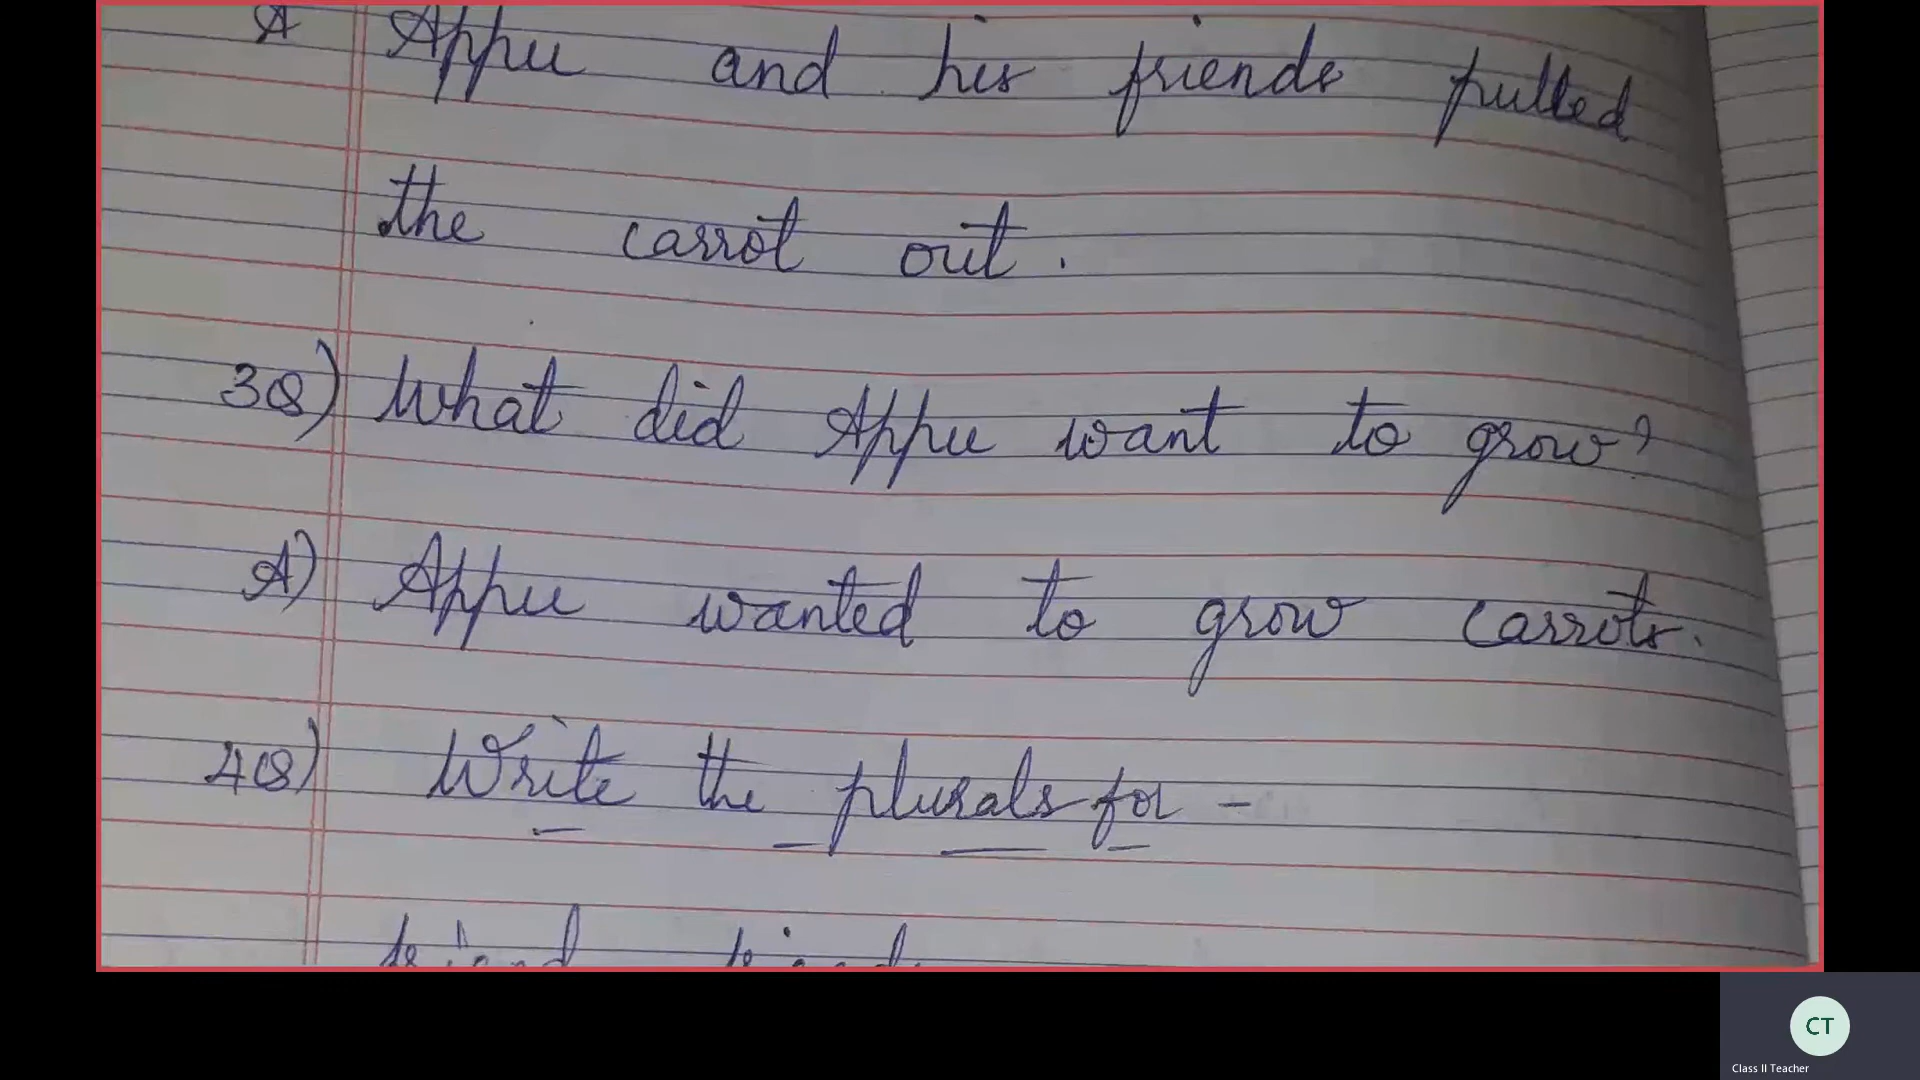 A Appu and his friends pulled
the carrot out.
3Q) What did Appu want to grow?
A) Appu wanted to grow carrots.
4Q) Write the plurals for -
CT
Class II Teacher